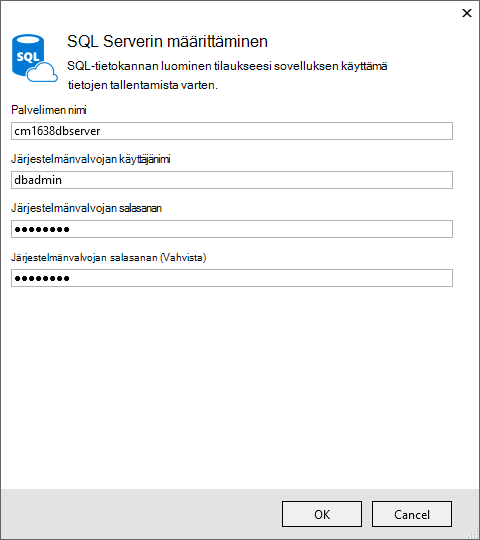 SQL Serverin määrittäminen
SQL
SQL-tietokannan luominen tilaukseesi sovelluksen käyttämä
tietojen tallentamista varten.
Palvelimen nimi
cm1638dbserver
Järjestelmänvalvojan käyttäjänimi
dbadmin
Järjestelmänvalvojan salasanan
●●●●●●●●
Järjestelmänvalvojan salasanan (Vahvista)
●●●●●●●●
OK
Cancel